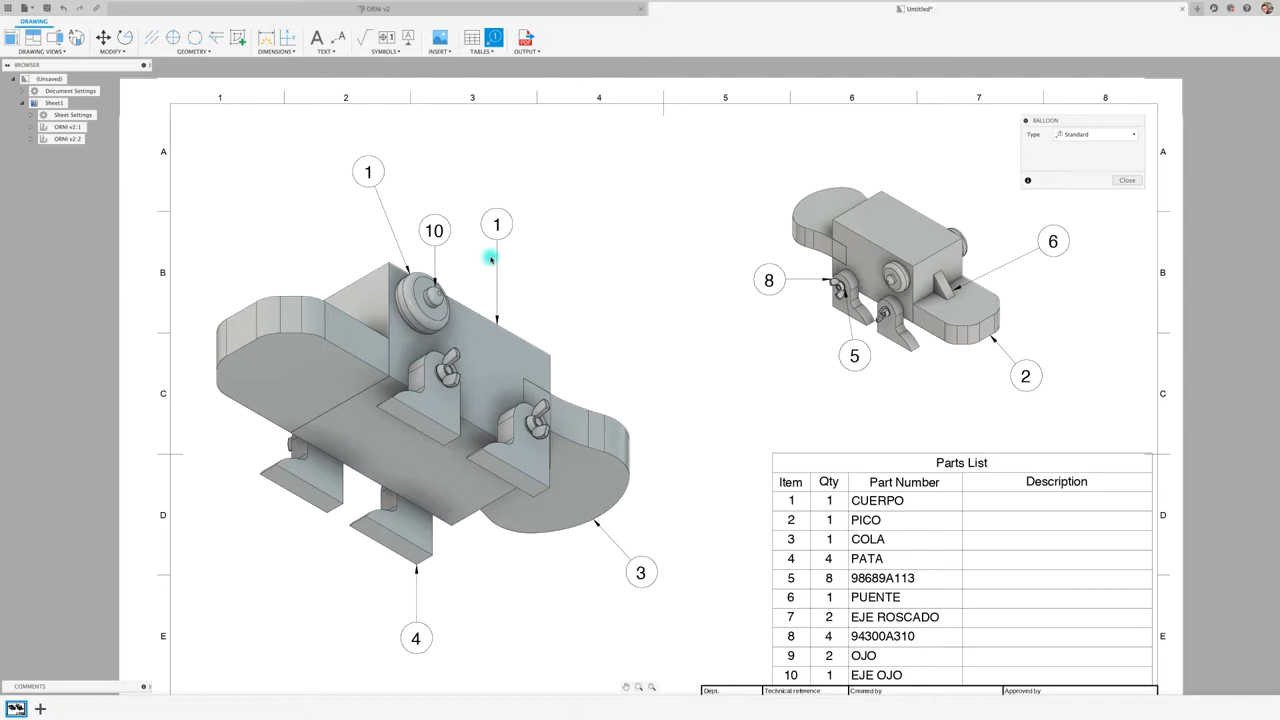 ORNI v2
Untitled*
DRAWING
DRAWING VIEWS
MODIFY
GEOMETRY
DIMENSIONS
TEXT
SYMBOLS
INSERT
TABLES
OUTPUT
BROWSER
(Unsaved)
Document Settings
Sheet1
Sheet Settings
ORNI v2:1
ORNI v2:2
1 2 3 4 5 6 7 8
A A
B B
C C
D D
E E
BALLOON
Type Standard
Close
1
10
1
3
4
8
5
6
2
Parts List
Item Qty Part Number Description
1 1 CUERPO
2 1 PICO
3 1 COLA
4 4 PATA
5 8 98689A113
6 1 PUENTE
7 2 EJE ROSCADO
8 4 94300A310
9 2 OJO
10 1 EJE OJO
Dept. Technical reference Created by Approved by
COMMENTS